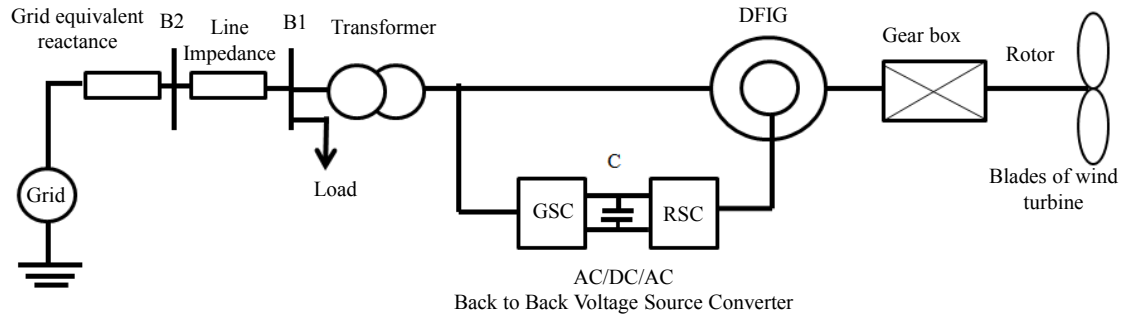 Grid equivalent
reactance
B2
Line
Impedance
B1
Transformer
DFIG
Gear box
Rotor
Grid
Load
C
GSC
RSC
Blades of wind
turbine
AC/DC/AC
Back to Back Voltage Source Converter